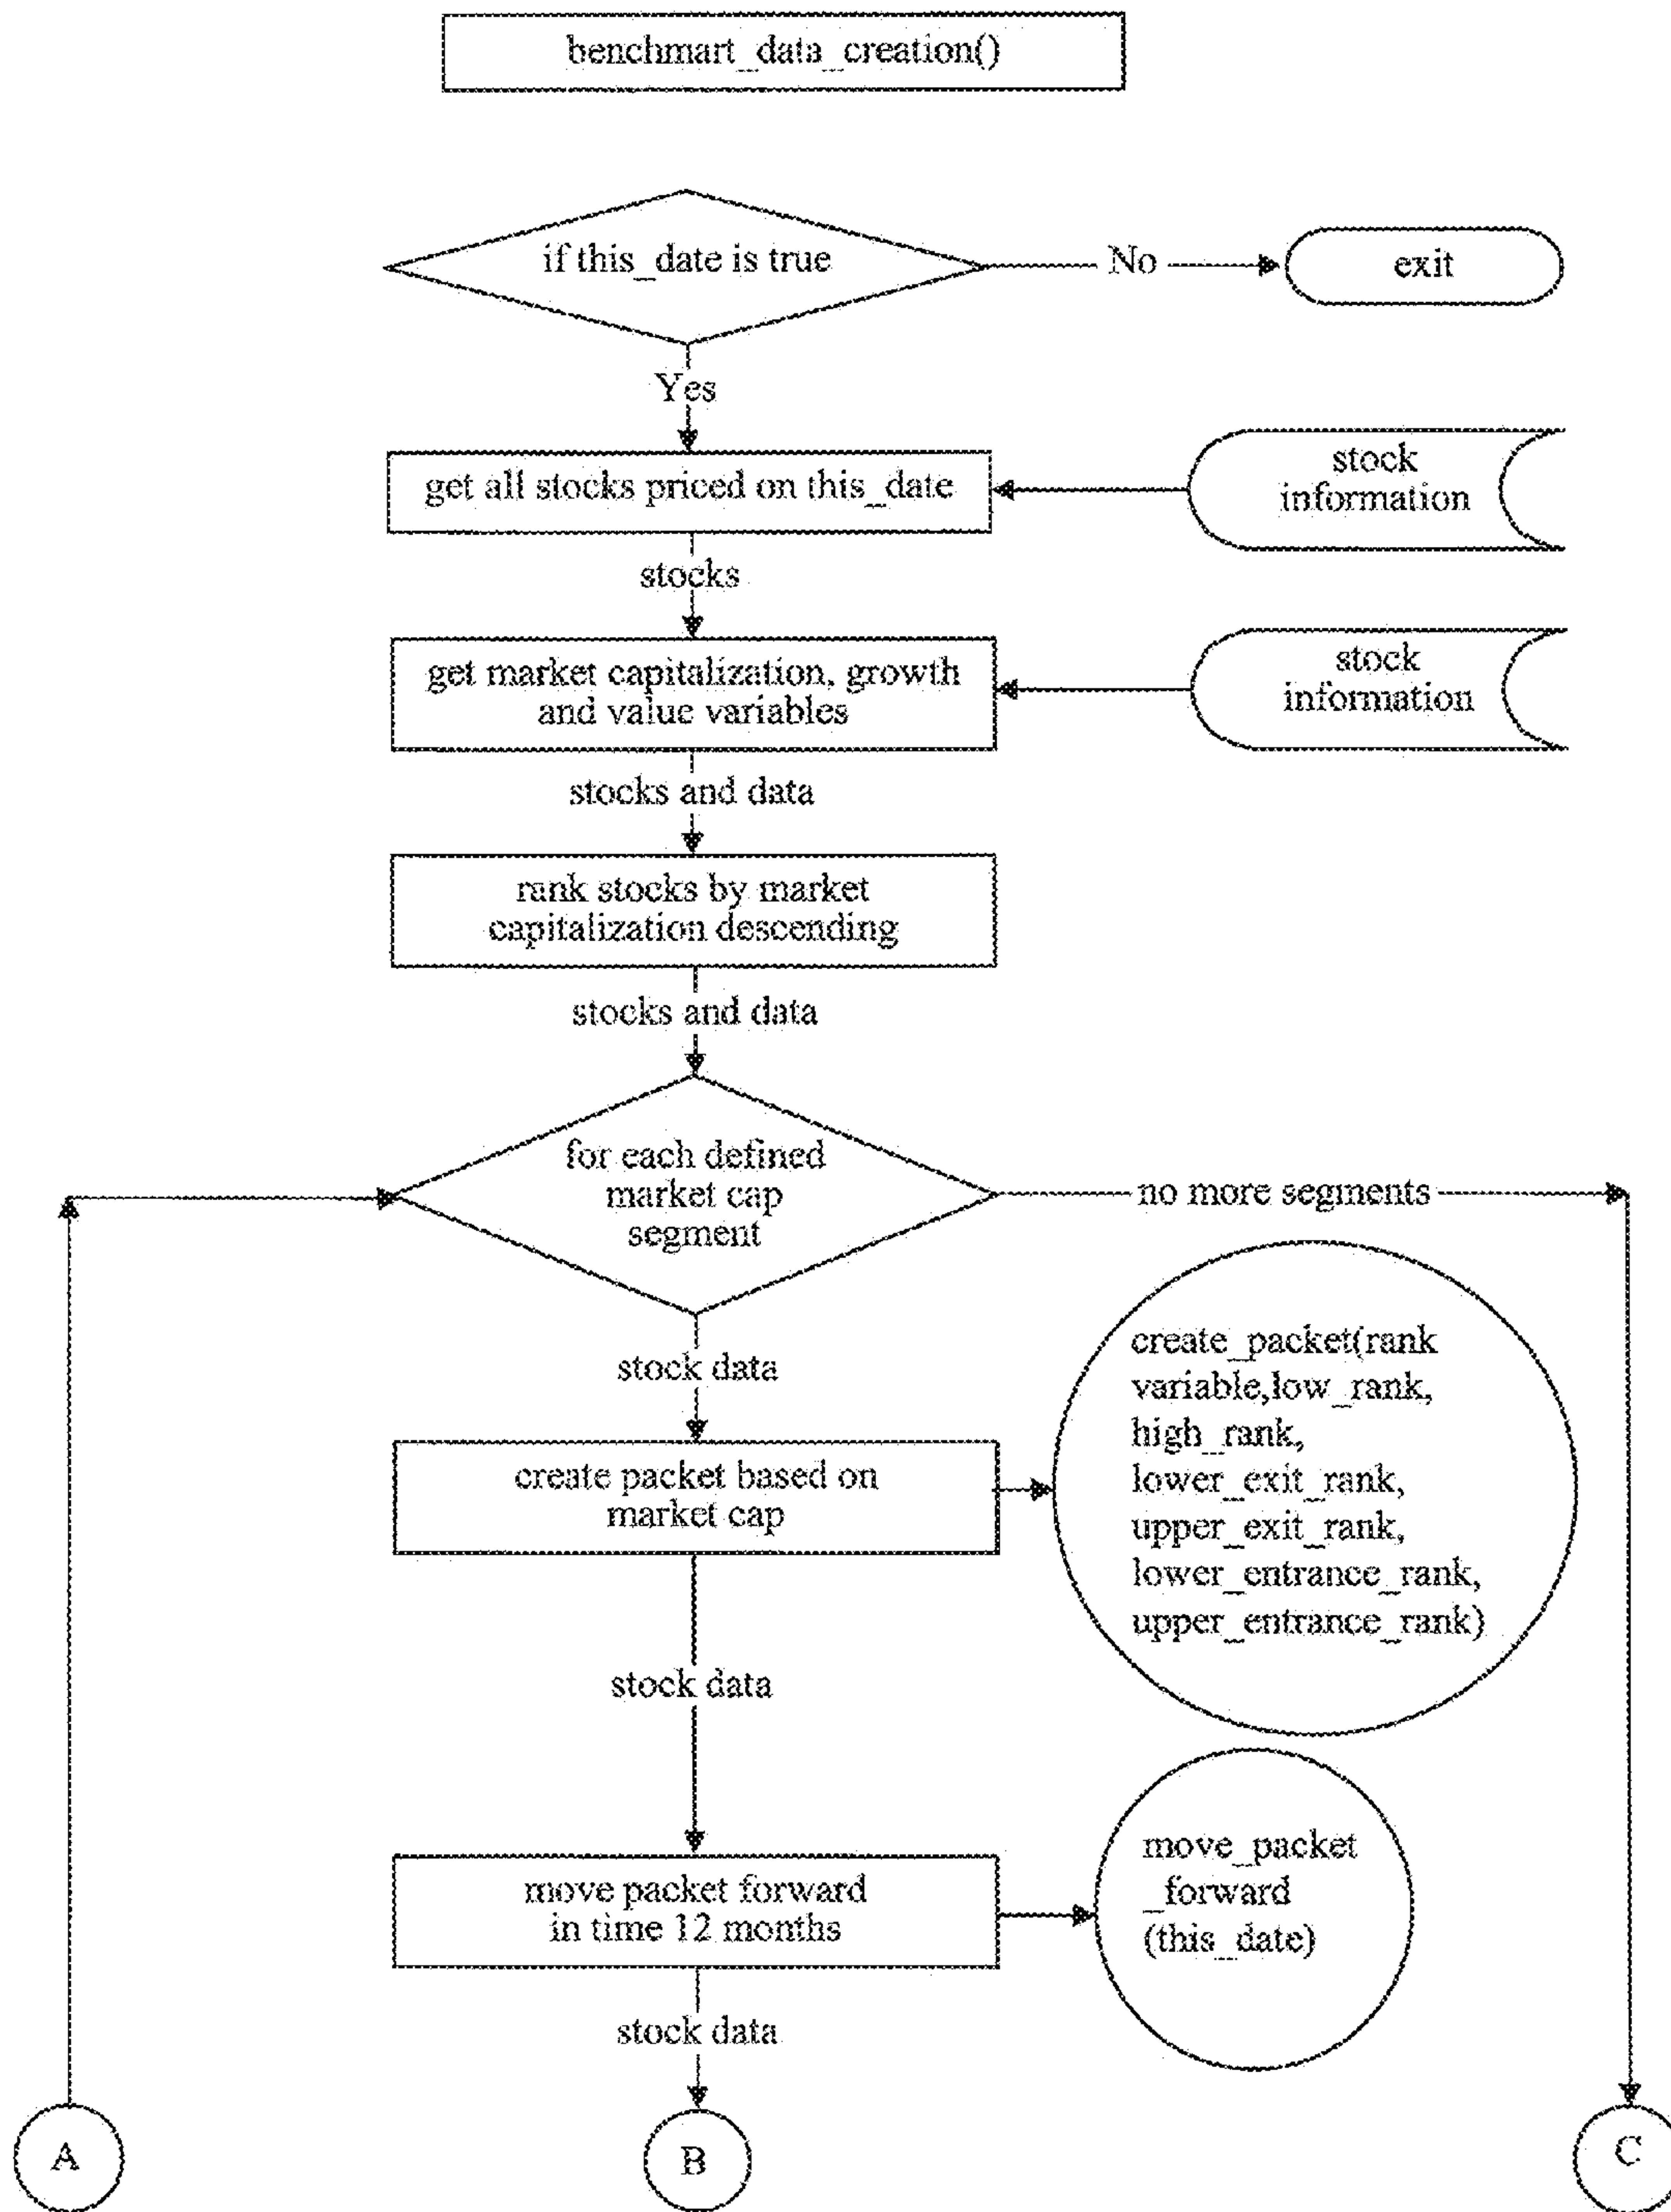 benchmart_data_creation()
if this_date is true
No
exit
Yes
get all stocks priced on this_date
stock
information
stocks
get market capitalization, growth
and value variables
stock
information
stocks and data
rank stocks by market
capitalization descending
stocks and data
for each defined
market cap
segment
no more segments
stock data
create packet based on
market cap
create_packet(rank
variable,low_rank,
high_rank,
lower_exit_rank,
upper_exit_rank,
lower_entrance_rank,
upper_entrance_rank)
stock data
move packet forward
in time 12 months
move_packet
_forward
(this_date)
stock data
A
B
C